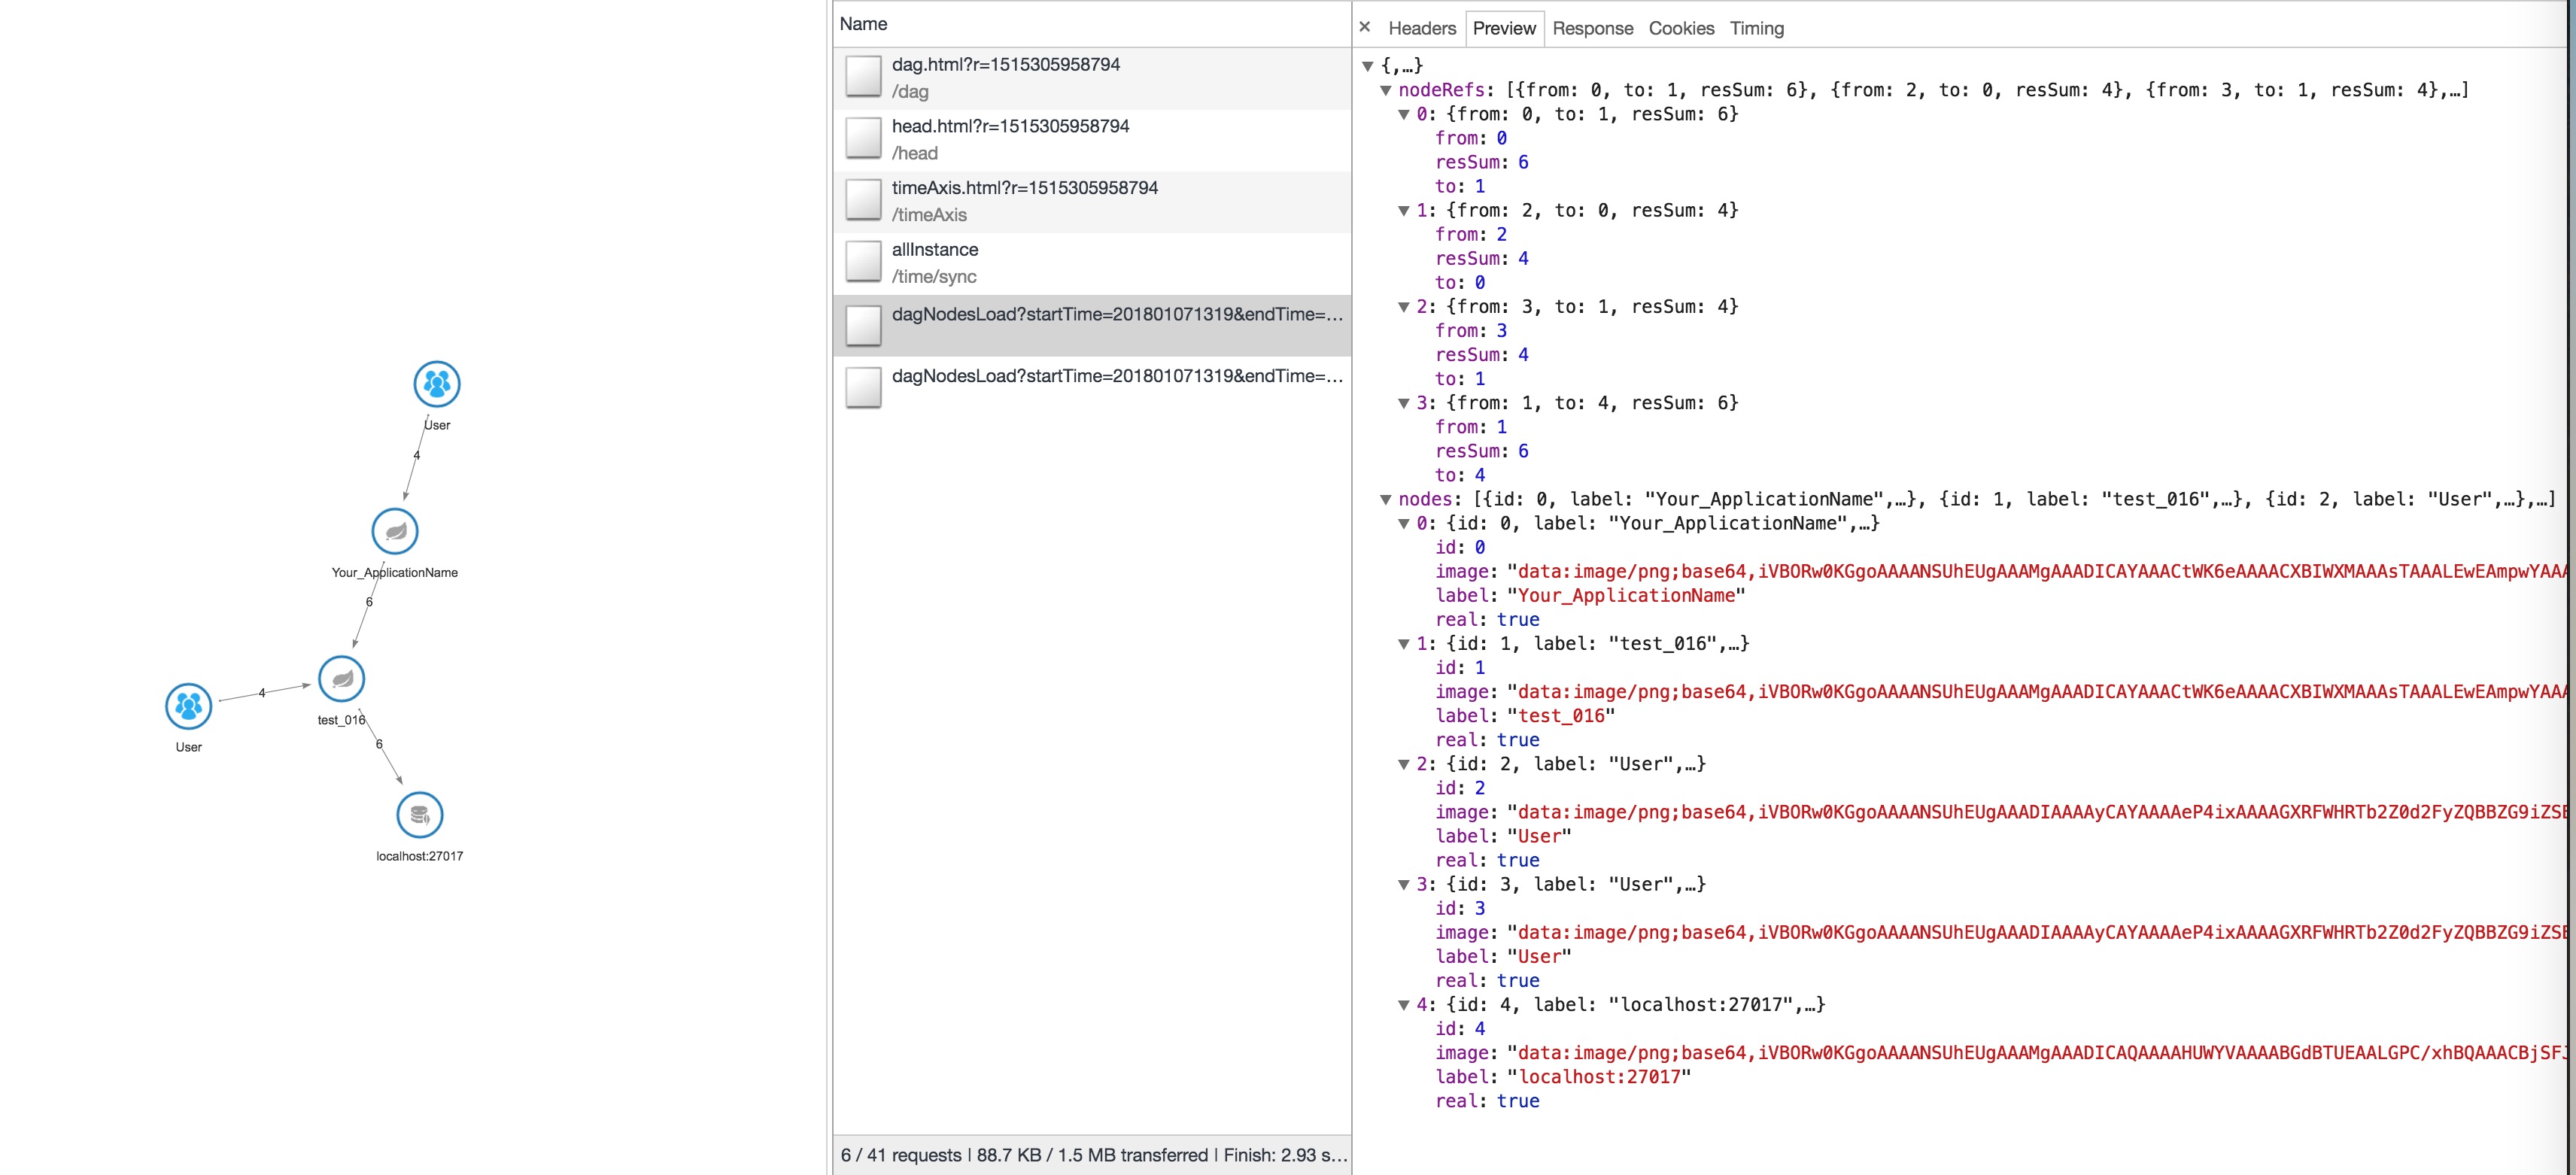 User
4
Your_ApplicationName
6
4
test_016
User
6
localhost:27017
Name
dag.html?r=1515305958794
/dag
head.html?r=1515305958794
/head
timeAxis.html?r=1515305958794
/timeAxis
allInstance
/time/sync
dagNodesLoad?startTime=201801071319&endTime=…
dagNodesLoad?startTime=201801071319&endTime=…
6 / 41 requests | 88.7 KB / 1.5 MB transferred | Finish: 2.93 s…
× Headers Preview Response Cookies Timing
▼ {,…}
▼ nodeRefs: [{from: 0, to: 1, resSum: 6}, {from: 2, to: 0, resSum: 4}, {from: 3, to: 1, resSum: 4},…]
▼ 0: {from: 0, to: 1, resSum: 6}
from: 0
resSum: 6
to: 1
▼ 1: {from: 2, to: 0, resSum: 4}
from: 2
resSum: 4
to: 0
▼ 2: {from: 3, to: 1, resSum: 4}
from: 3
resSum: 4
to: 1
▼ 3: {from: 1, to: 4, resSum: 6}
from: 1
resSum: 6
to: 4
▼ nodes: [{id: 0, label: "Your_ApplicationName",…}, {id: 1, label: "test_016",…}, {id: 2, label: "User",…},…]
▼ 0: {id: 0, label: "Your_ApplicationName",…}
id: 0
image: "data:image/png;base64,iVBORw0KGgoAAAANSUhEUgAAAMgAAADICAYAAACtWK6eAAAACXBIWXMAAAsTAAALEwEAmpwYAAA
label: "Your_ApplicationName"
real: true
▼ 1: {id: 1, label: "test_016",…}
id: 1
image: "data:image/png;base64,iVBORw0KGgoAAAANSUhEUgAAAMgAAADICAYAAACtWK6eAAAACXBIWXMAAAsTAAALEwEAmpwYAAA
label: "test_016"
real: true
▼ 2: {id: 2, label: "User",…}
id: 2
image: "data:image/png;base64,iVBORw0KGgoAAAANSUhEUgAAADIAAAAyCAYAAAAeP4ixAAAAGXRFWHRTb2Z0d2FyZQBBZG9iZSB
label: "User"
real: true
▼ 3: {id: 3, label: "User",…}
id: 3
image: "data:image/png;base64,iVBORw0KGgoAAAANSUhEUgAAADIAAAAyCAYAAAAeP4ixAAAAGXRFWHRTb2Z0d2FyZQBBZG9iZSB
label: "User"
real: true
▼ 4: {id: 4, label: "localhost:27017",…}
id: 4
image: "data:image/png;base64,iVBORw0KGgoAAAANSUhEUgAAAMgAAADICAQAAAAHUWYVAAAABGdBTUEAALGPC/xhBQAAACBjSFJ
label: "localhost:27017"
real: true